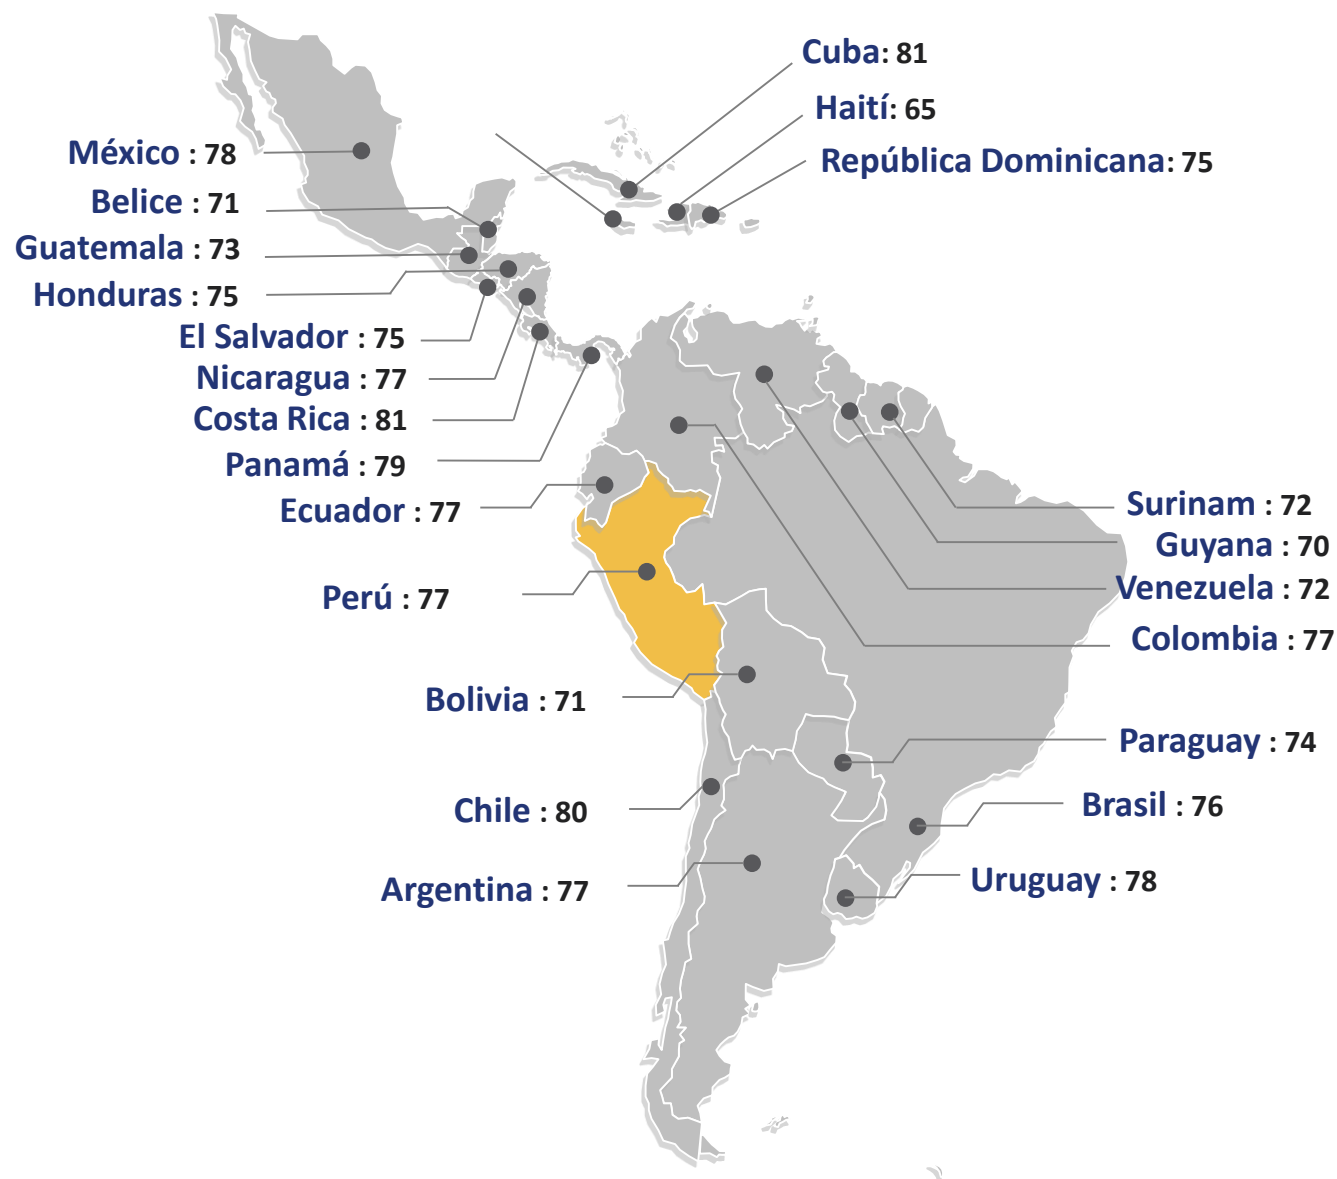 Cuba: 81
Haití: 65
República Dominicana: 75
México : 78
Belice : 71
Guatemala : 73
Honduras : 75
El Salvador : 75
Nicaragua : 77
Costa Rica : 81
Panamá : 79
Ecuador : 77
Perú : 77
Bolivia : 71
Chile : 80
Argentina : 77
Surinam : 72
Guyana : 70
Venezuela : 72
Colombia : 77
Paraguay : 74
Brasil : 76
Uruguay : 78